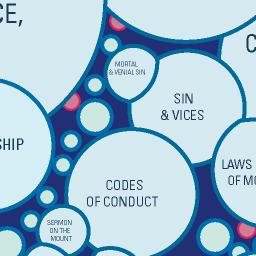 CE,
C
MORTAL
& VENIAL SIN
SIN
& VICES
SHIP
LAWS
OF MO
CODES
OF CONDUCT
SERMON
ON THE
MOUNT